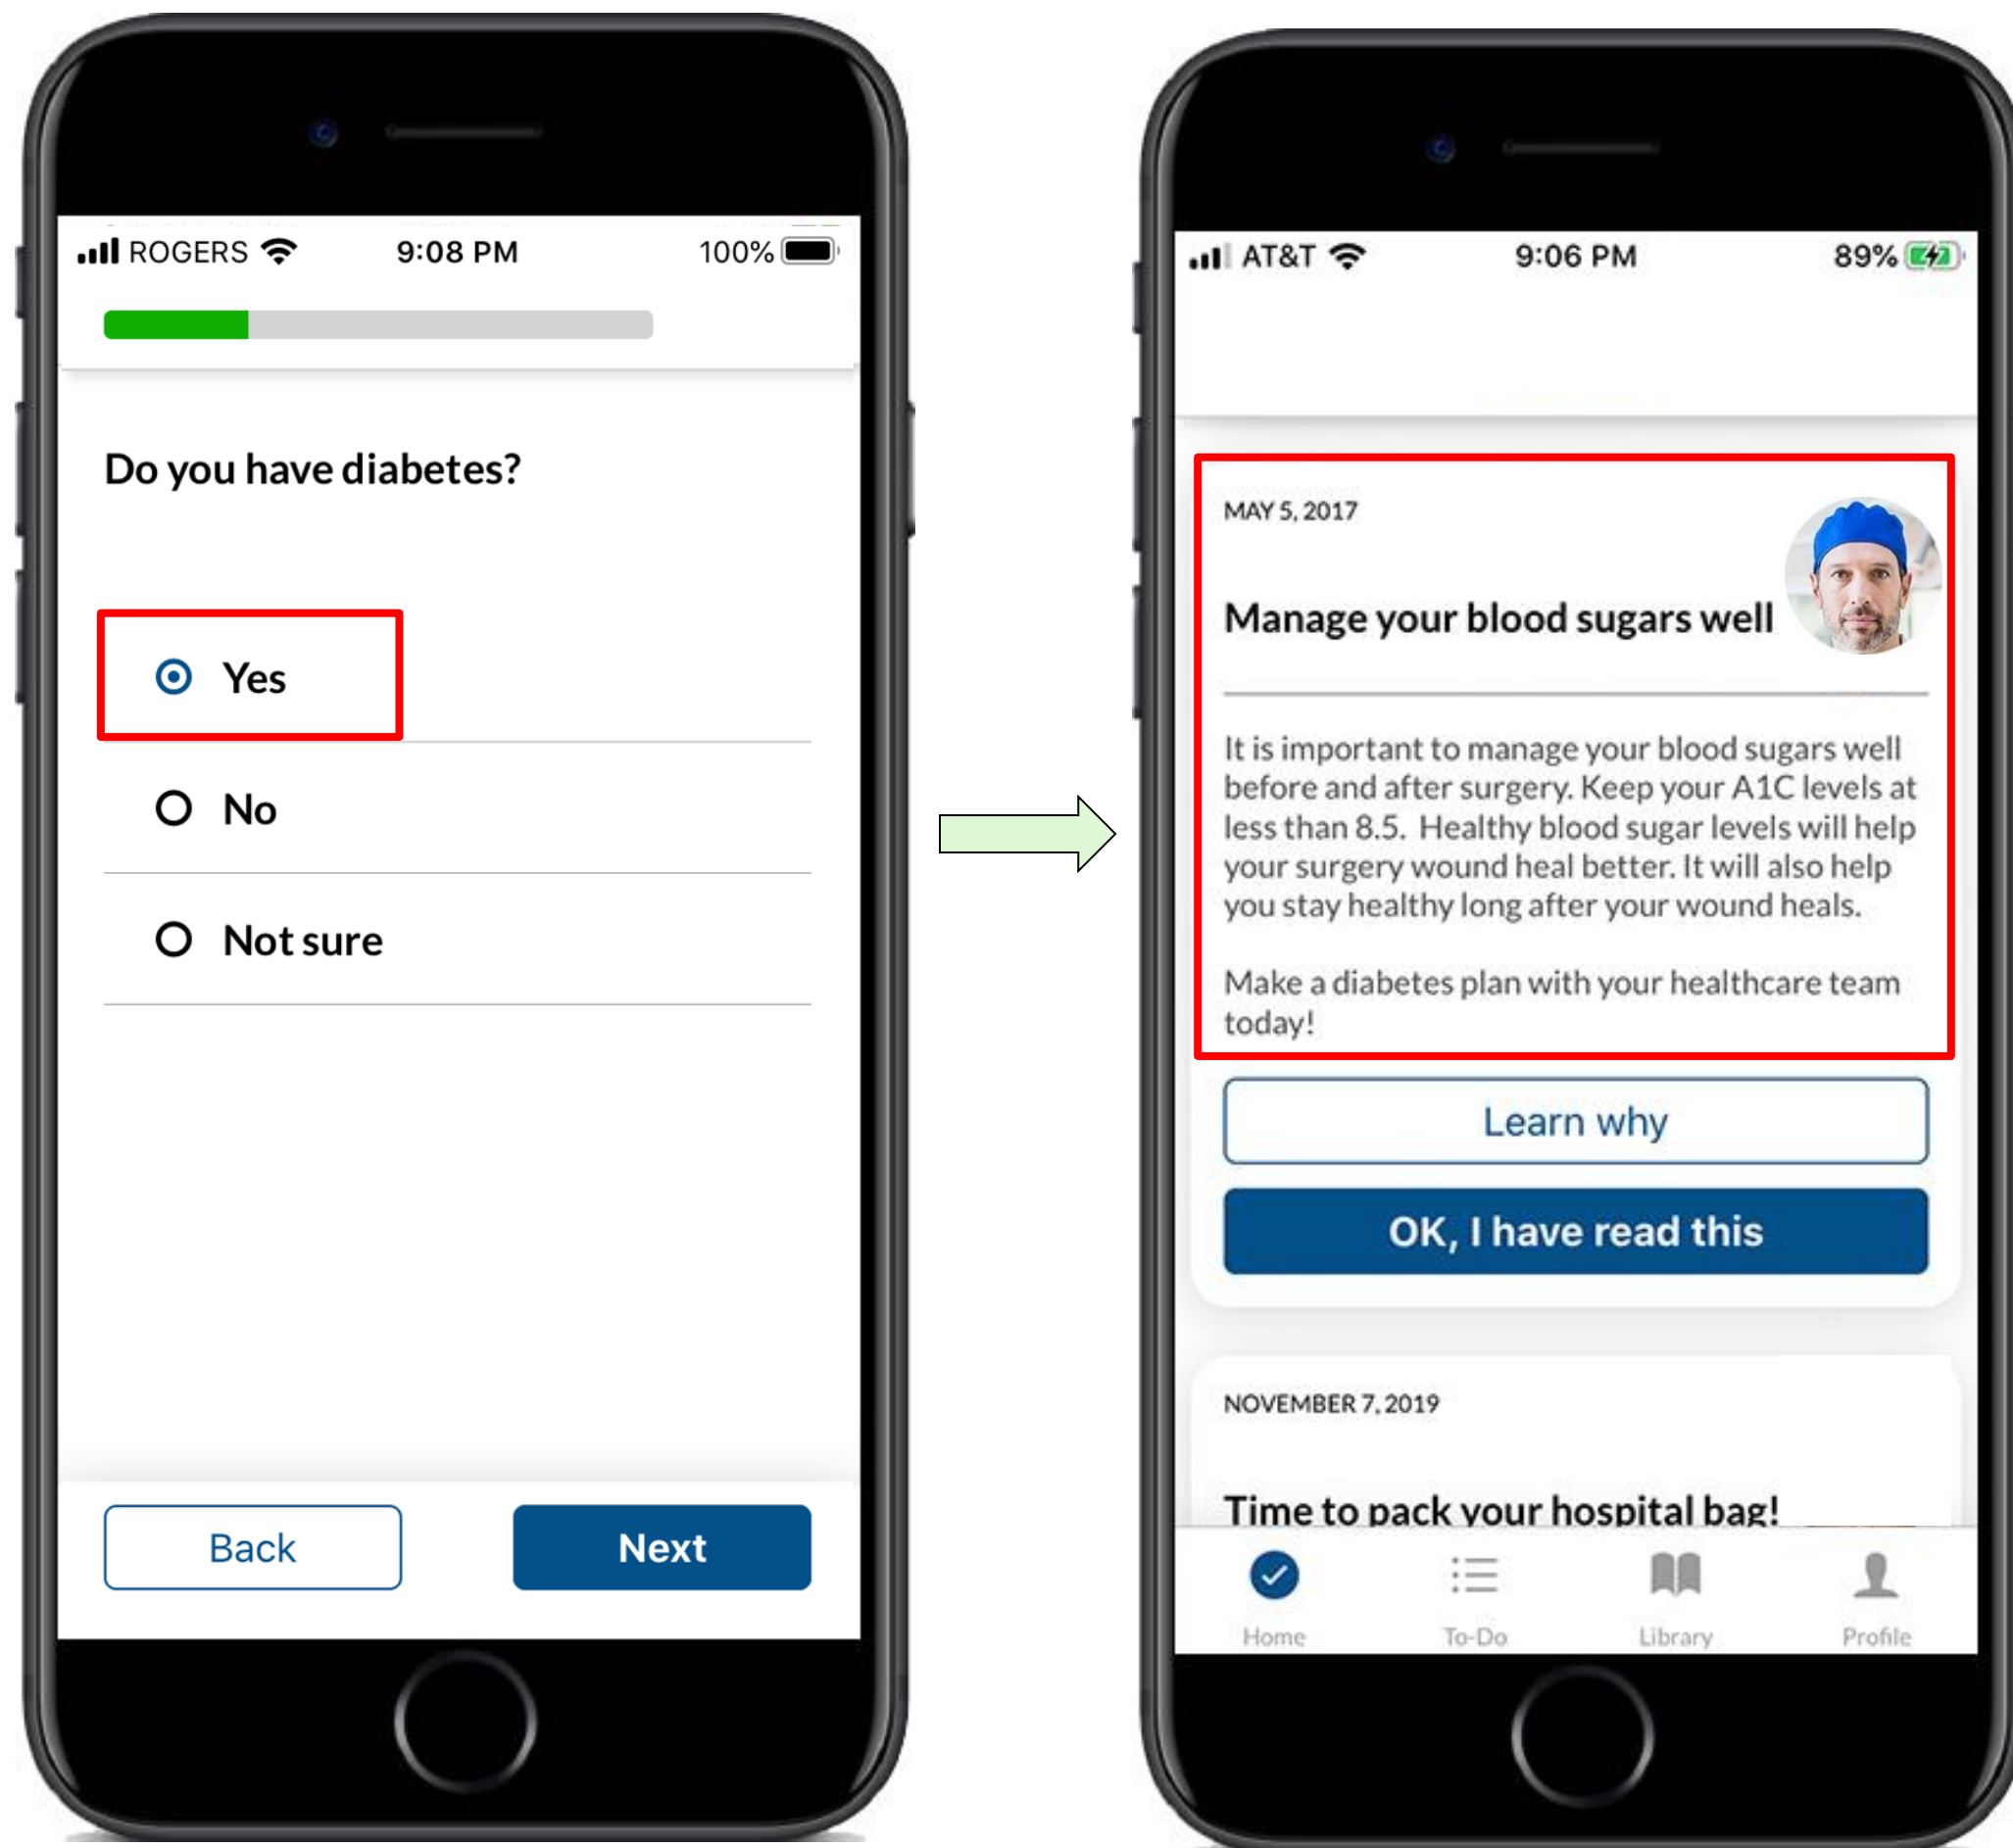 ROGERS 9:08 PM 100%
Do you have diabetes?
Yes
No
Not sure
Back Next
AT&T 9:06 PM 89%
MAY 5, 2017
Manage your blood sugars well
It is important to manage your blood sugars well
before and after surgery. Keep your A1C levels at
less than 8.5. Healthy blood sugar levels will help
your surgery wound heal better. It will also help
you stay healthy long after your wound heals.
Make a diabetes plan with your healthcare team
today!
Learn why
OK, I have read this
NOVEMBER 7, 2019
Time to pack your hospital bag!
Home To-Do Library Profile